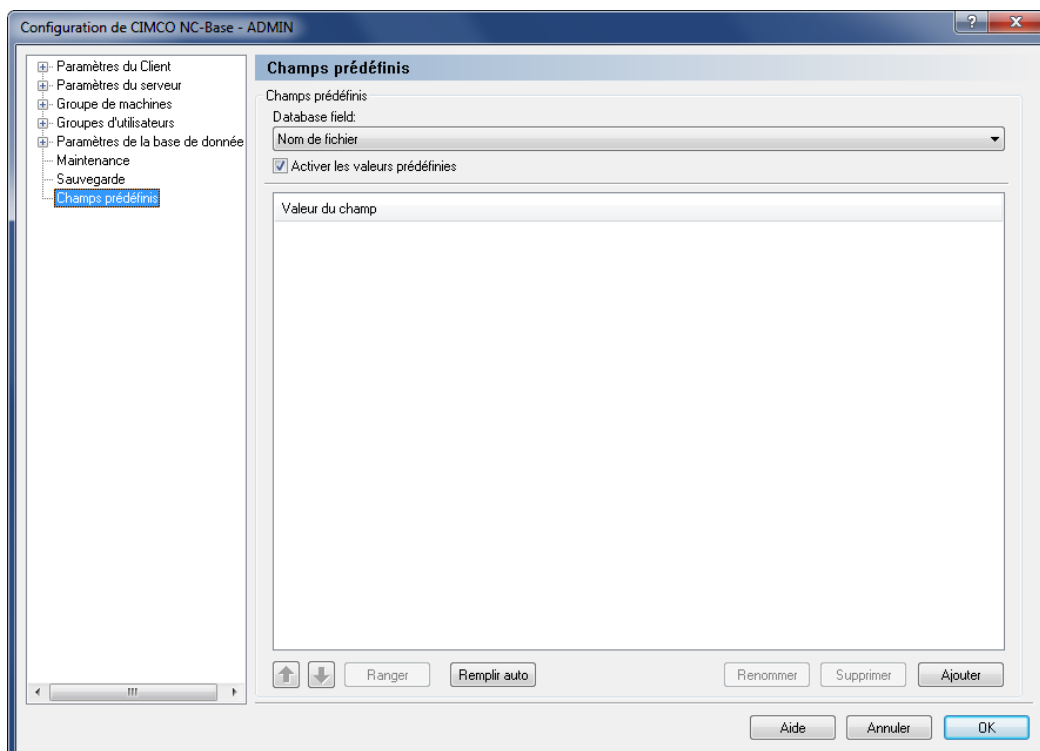 Configuration de CIMCO NC-Base - ADMIN
Paramètres du Client
Paramètres du serveur
Groupe de machines
Groupes d'utilisateurs
Paramètres de la base de donnée
Maintenance
Sauvegarde
Champs prédéfinis
Champs prédéfinis
Champs prédéfinis
Database field:
Nom de fichier
Activer les valeurs prédéfinies
Valeur du champ
Ranger
Remplir auto
Renommer
Supprimer
Ajouter
Aide
Annuler
OK